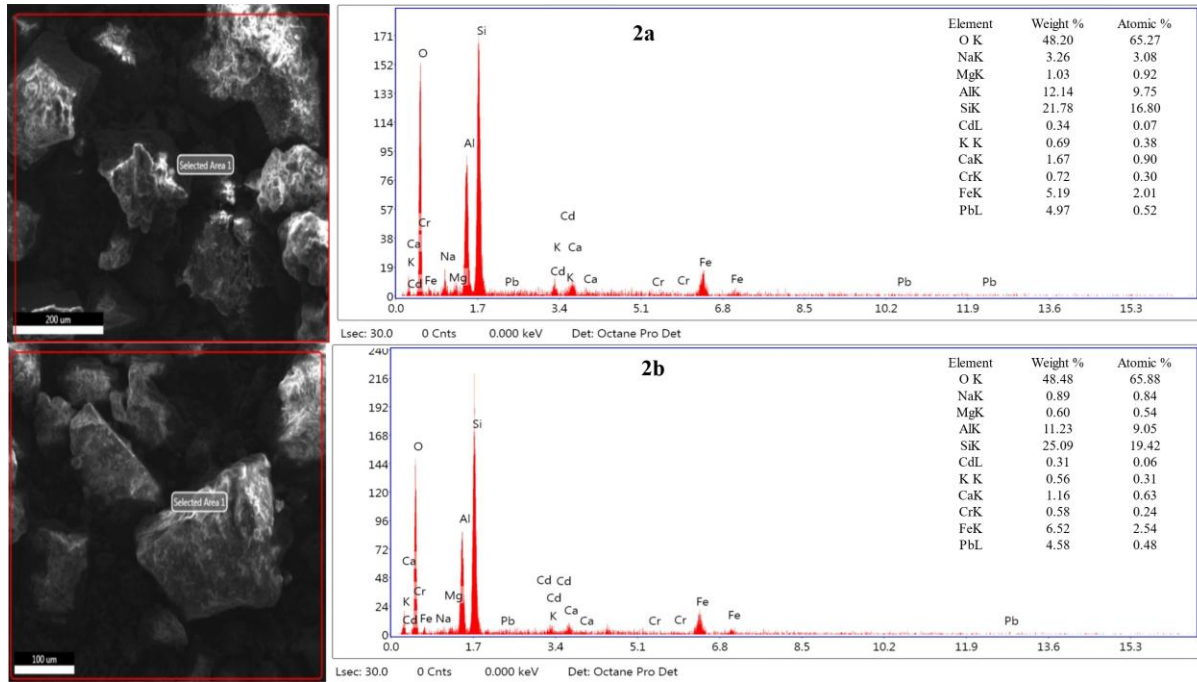 Selected Area 1
200 um
2a
171
152
133
114
95
76
57
38
19
0
O
Si
Al
Cr
Ca
K
Cd
Fe
Na
Mg
Pb
Cd
K
Ca
Cd
K
Ca
Cr
Cr
Fe
Fe
Pb
Pb
0.0 1.7 3.4 5.1 6.8 8.5 10.2 11.9 13.6 15.3
Lsec: 30.0 0 Cnts 0.000 keV Det: Octane Pro Det
Element Weight % Atomic %
O K 48.20 65.27
NaK 3.26 3.08
MgK 1.03 0.92
AlK 12.14 9.75
SiK 21.78 16.80
CdL 0.34 0.07
K K 0.69 0.38
CaK 1.67 0.90
CrK 0.72 0.30
FeK 5.19 2.01
PbL 4.97 0.52
Selected Area 1
100 um
2b
240
216
192
168
144
120
96
72
48
24
0
O
Si
Al
Ca
K
Cr
Cd
Fe
Na
Mg
Pb
Cd
Cd
Cd
K
Ca
Ca
Cr
Cr
Fe
Fe
Pb
0.0 1.7 3.4 5.1 6.8 8.5 10.2 11.9 13.6 15.3
Lsec: 30.0 0 Cnts 0.000 keV Det: Octane Pro Det
Element Weight % Atomic %
O K 48.48 65.88
NaK 0.89 0.84
MgK 0.60 0.54
AlK 11.23 9.05
SiK 25.09 19.42
CdL 0.31 0.06
K K 0.56 0.31
CaK 1.16 0.63
CrK 0.58 0.24
FeK 6.52 2.54
PbL 4.58 0.48